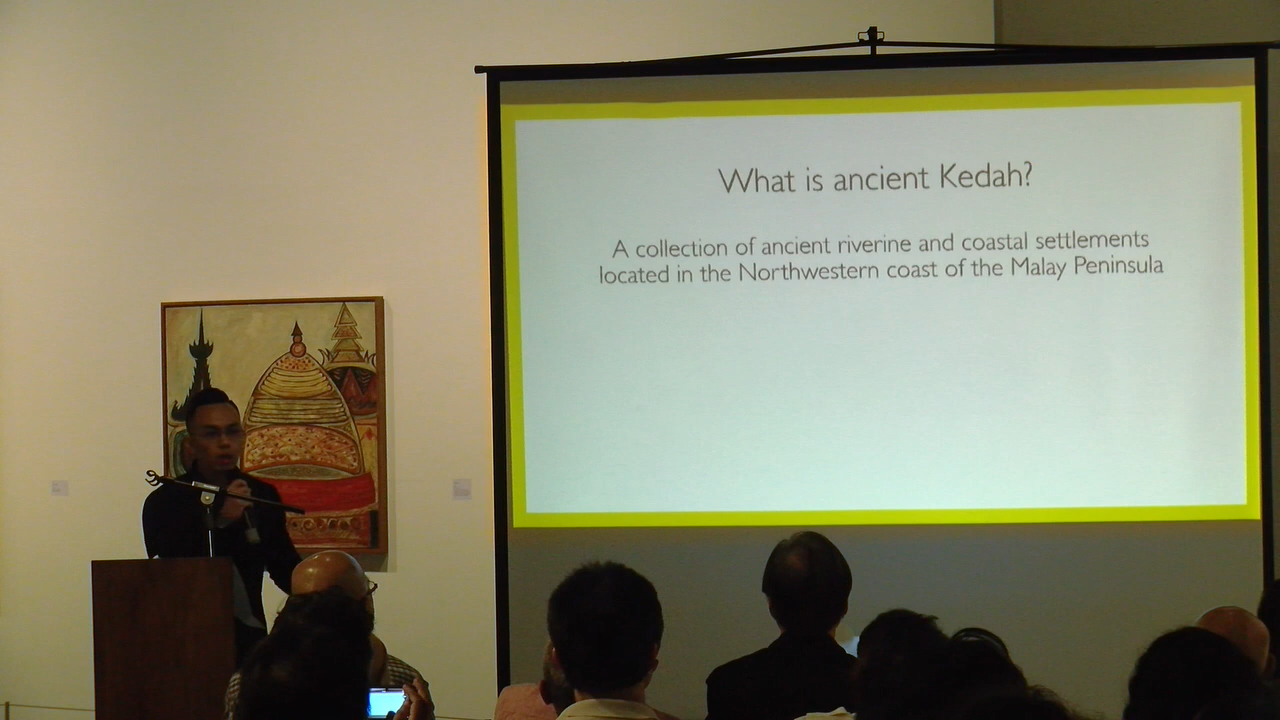 What is ancient Kedah?
A collection of ancient riverine and coastal settlements
located in the Northwestern coast of the Malay Peninsula